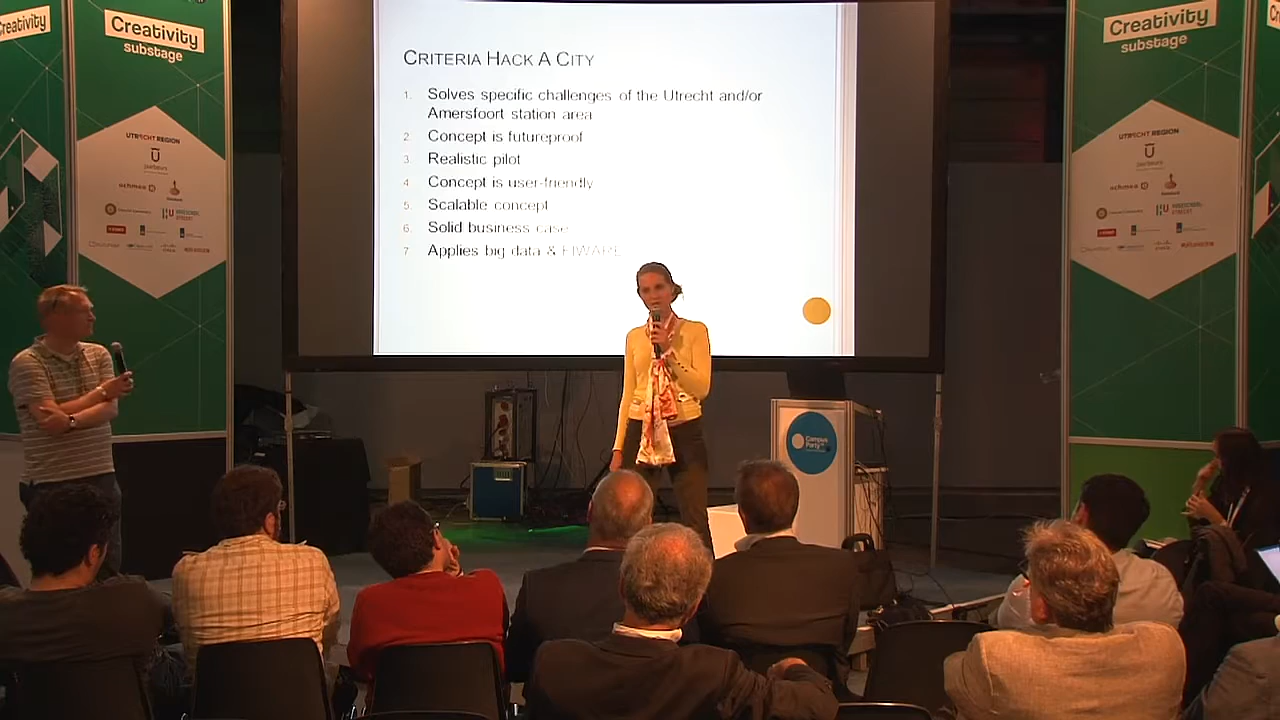 Creativity
Creativity
substage
UTRECHT REGION
CRITERIA HACK A CITY
1. Solves specific challenges of the Utrecht and/or
Amersfoort station area
2. Concept is futureproof
3. Realistic pilot
4. Concept is user-friendly
5. Scalable concept
6. Solid business case
7. Applies big data & FIWARE
Campus
Party
Creativity
substage
UTRECHT REGION